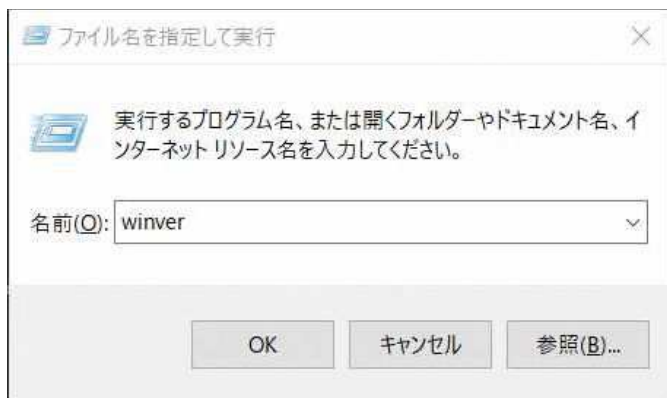 ファイル名を指定して実行
実行するプログラム名、または開くフォルダーやドキュメント名、イ
ンターネット リソース名を入力してください。
名前(O): winver
OK キャンセル 参照(B)...